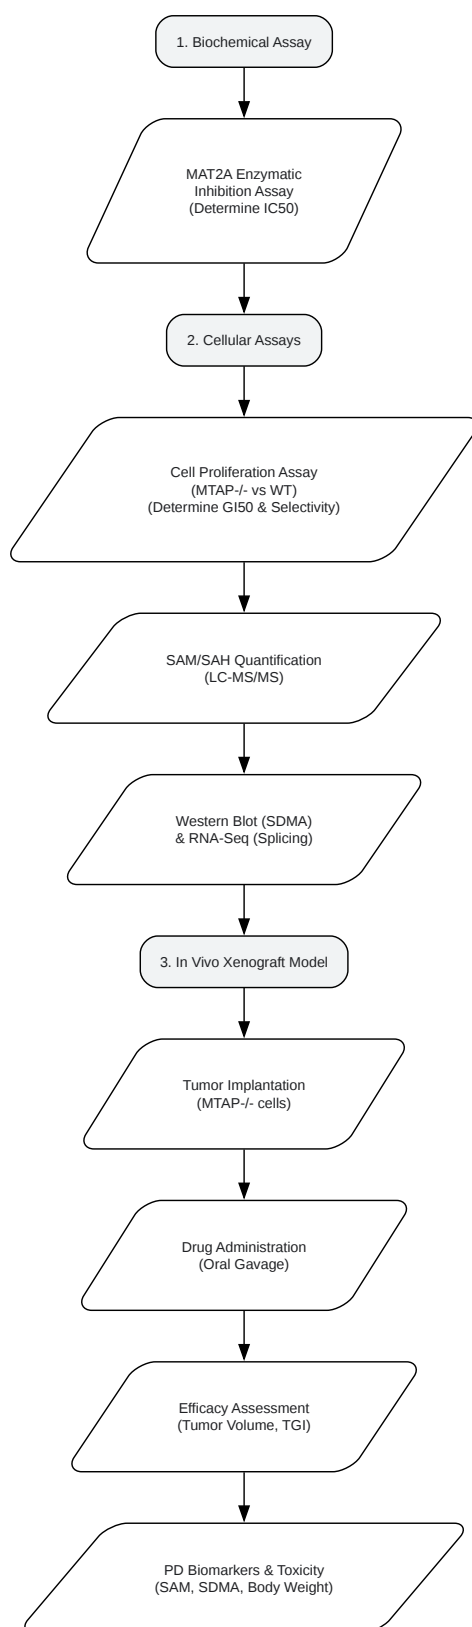 1. Biochemical Assay
MAT2A Enzymatic
Inhibition Assay
(Determine IC50)
2. Cellular Assays
Cell Proliferation Assay
(MTAP-/- vs WT)
(Determine GI50 & Selectivity)
SAM/SAH Quantification
(LC-MS/MS)
Western Blot (SDMA)
& RNA-Seq (Splicing)
3. In Vivo Xenograft Model
Tumor Implantation
(MTAP-/- cells)
Drug Administration
(Oral Gavage)
Efficacy Assessment
(Tumor Volume, TGI)
PD Biomarkers & Toxicity
(SAM, SDMA, Body Weight)